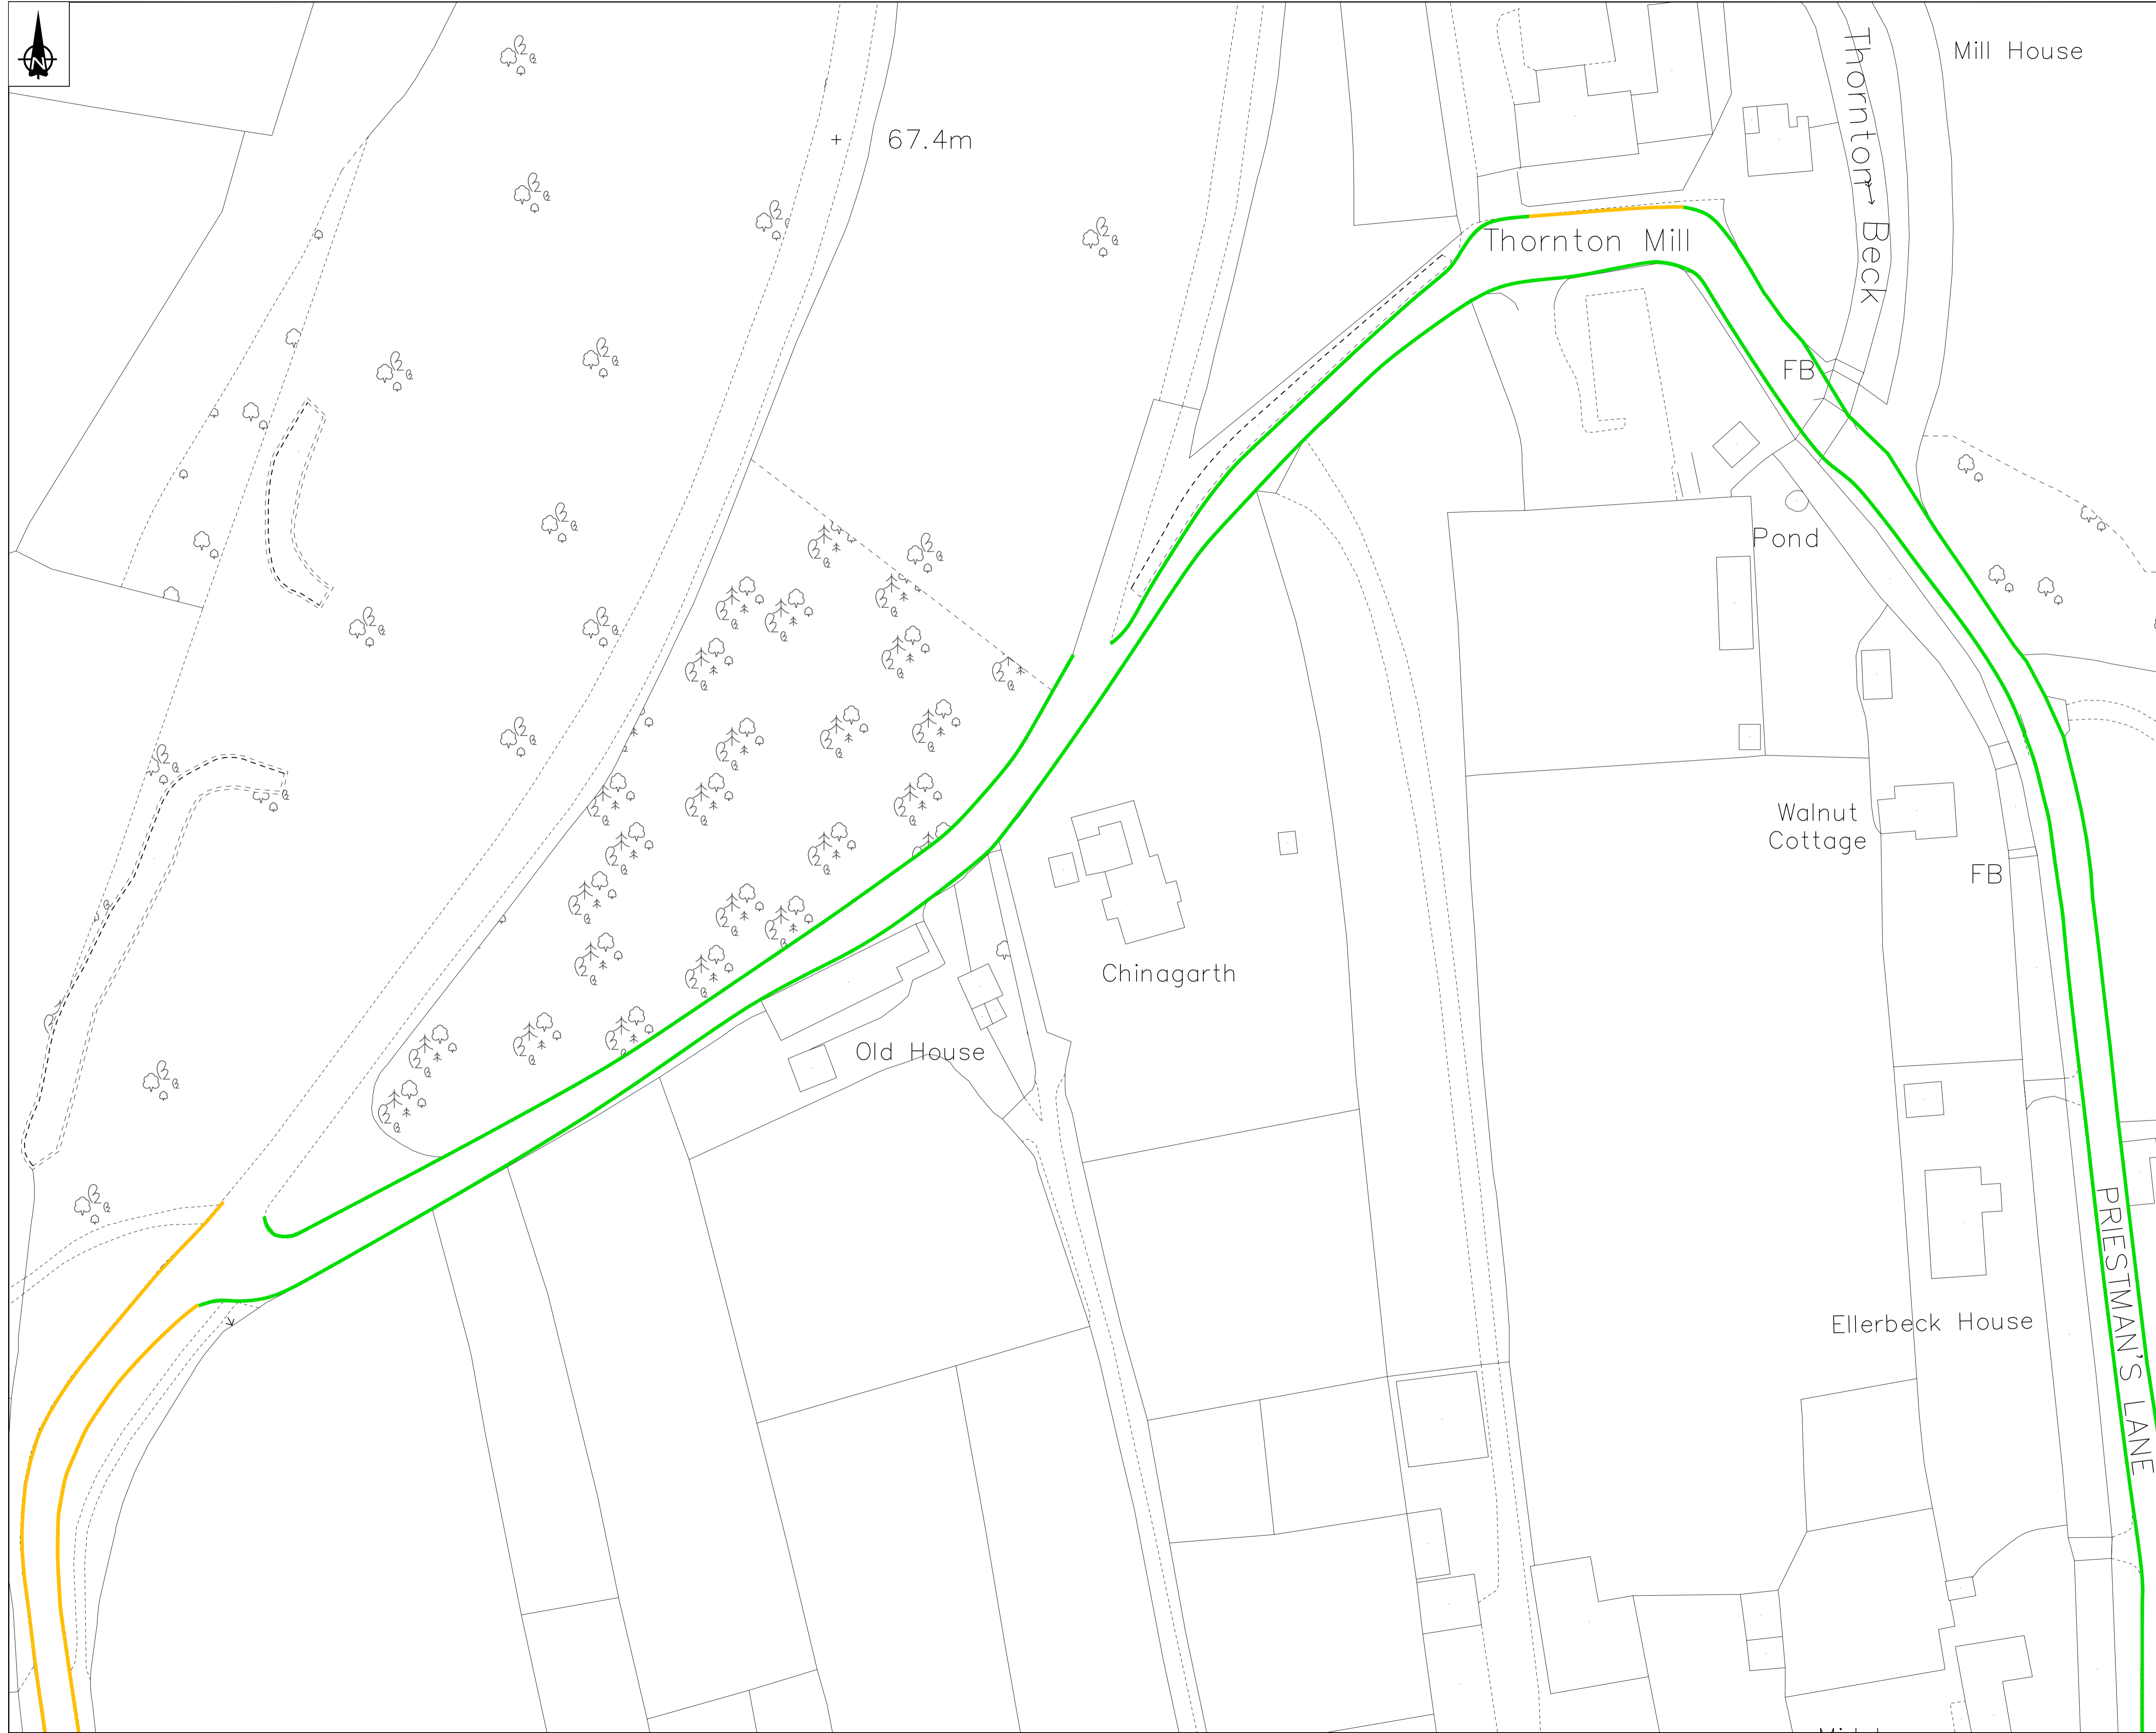 N
Mill House
Thornton Beck
67.4m
Thornton Mill
FB
Pond
Walnut
Cottage
FB
Chinagarth
Old House
PRIESTMAN'S LANE
Ellerbeck House